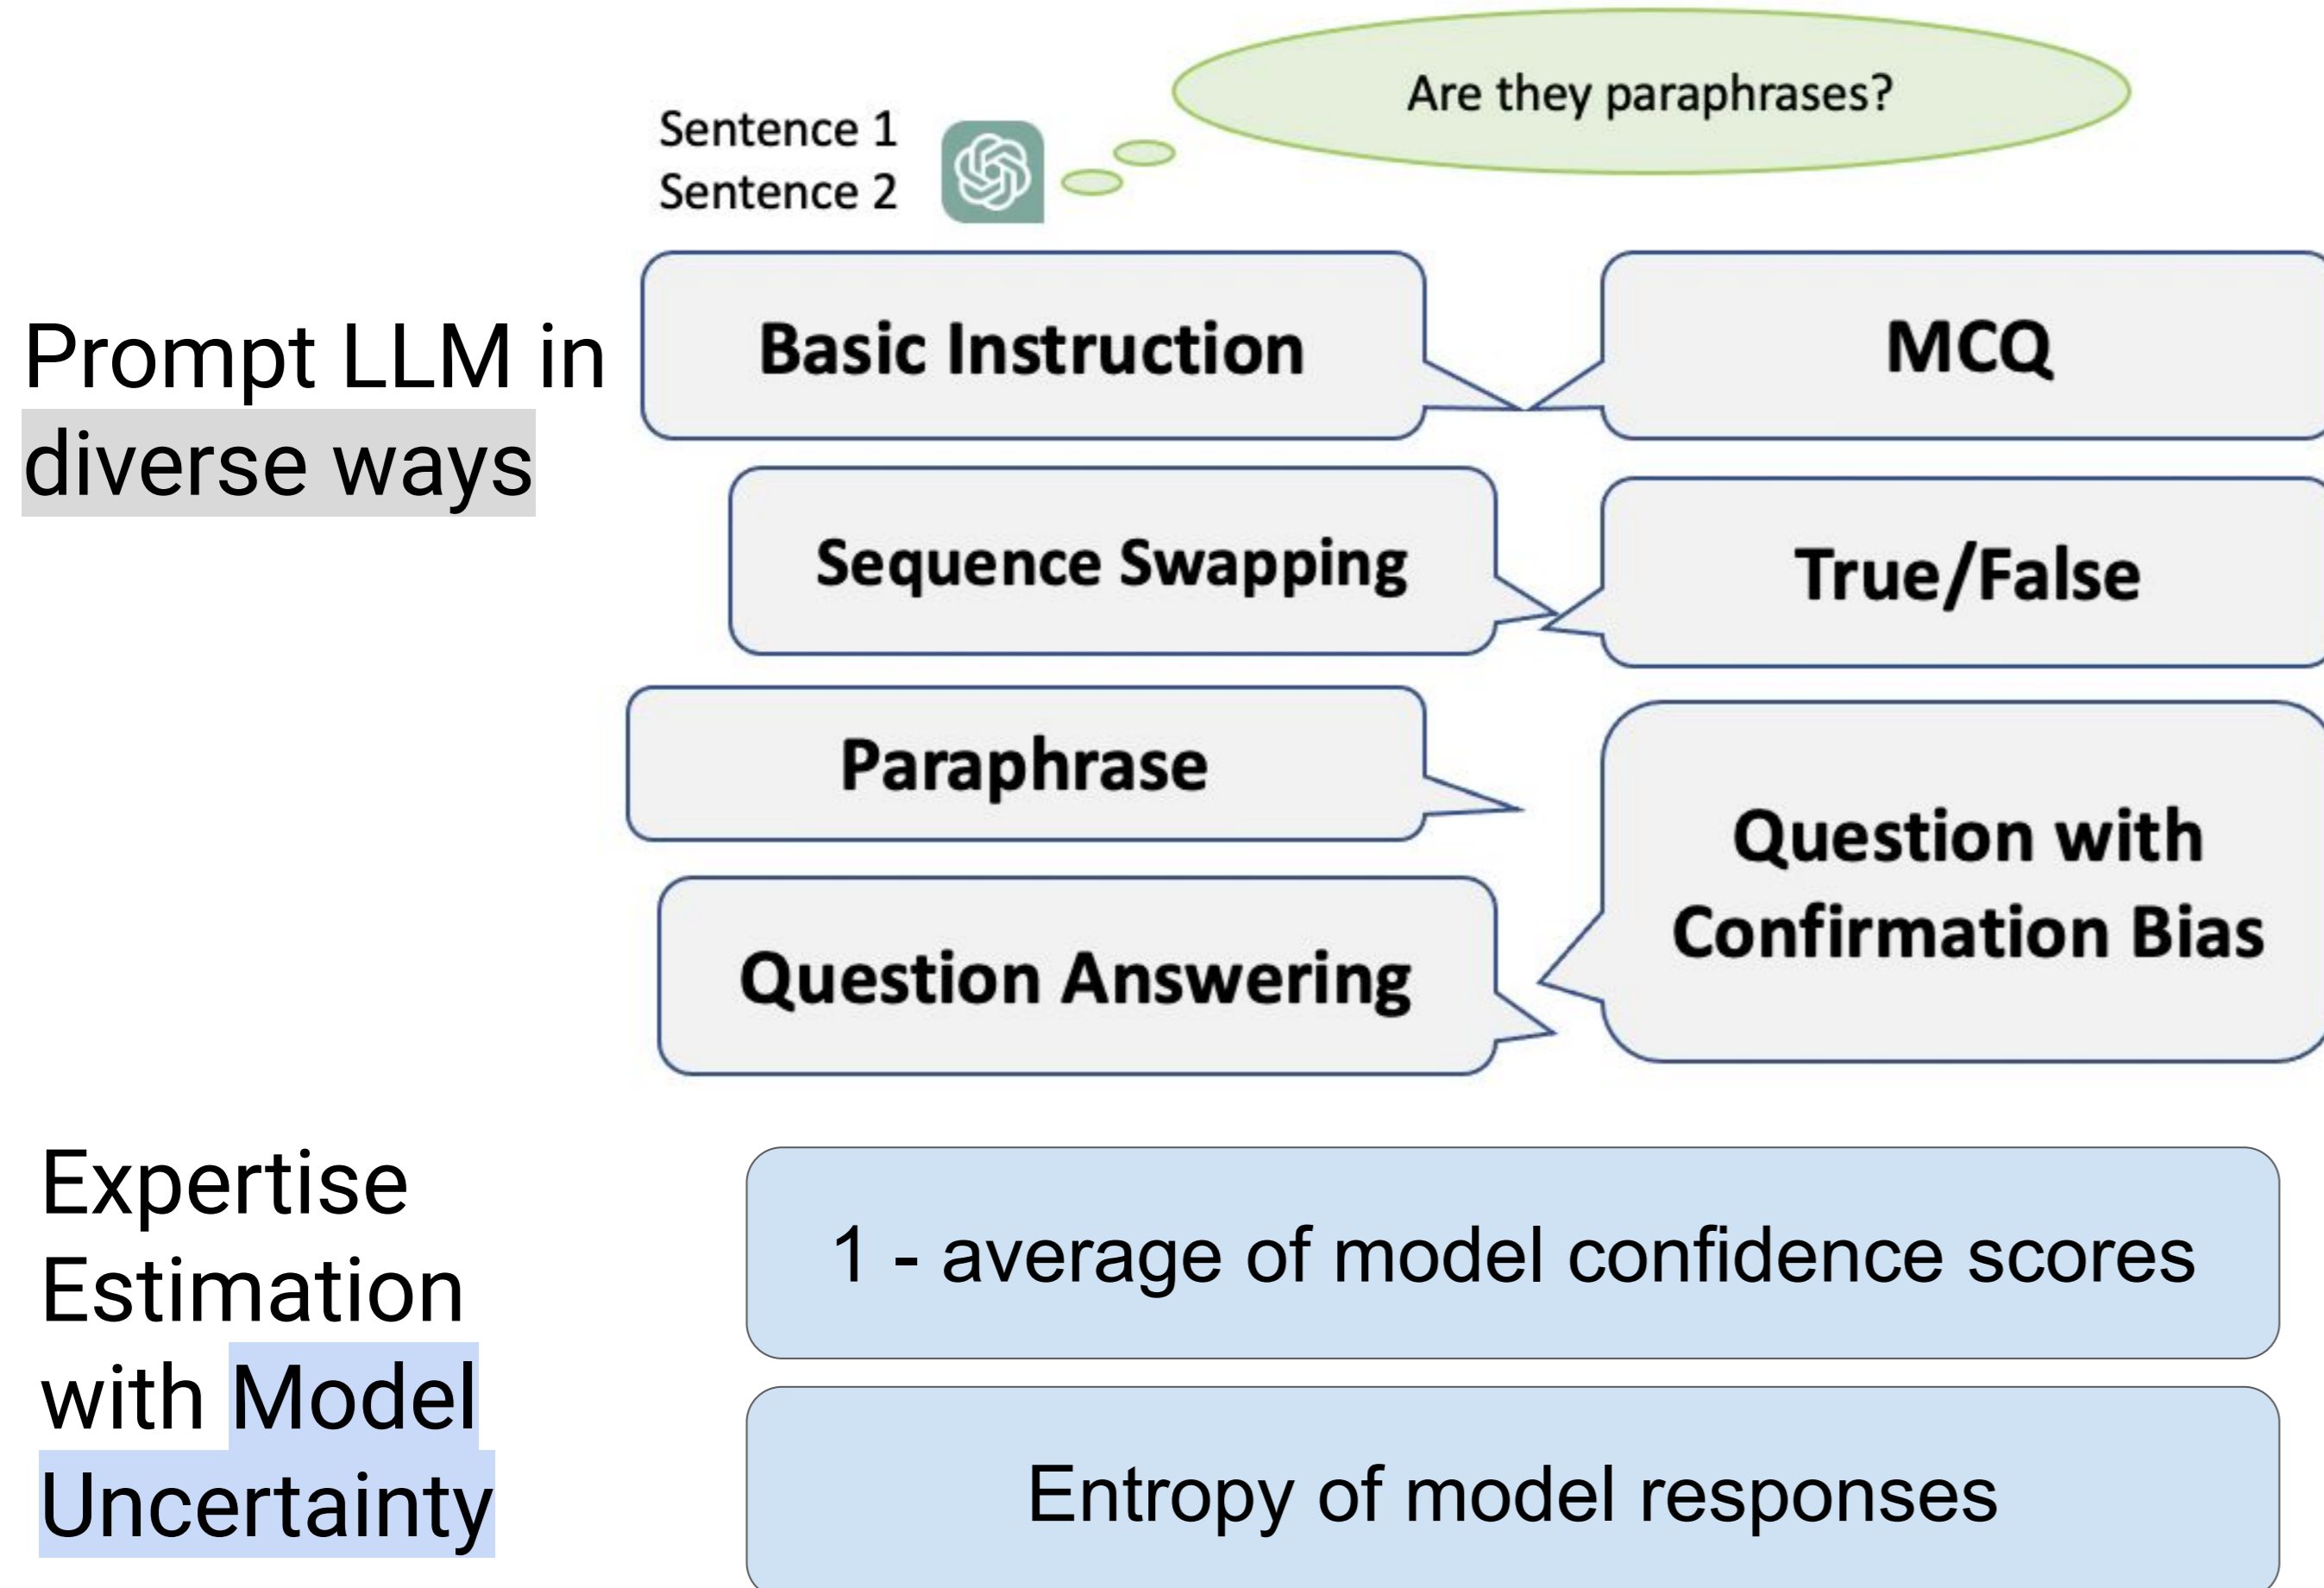 Are they paraphrases?
Sentence 1
Sentence 2
Prompt LLM in
diverse ways
Basic Instruction
MCQ
Sequence Swapping
True/False
Paraphrase
Question with
Confirmation Bias
Question Answering
Expertise
Estimation
with Model
Uncertainty
1 - average of model confidence scores
Entropy of model responses